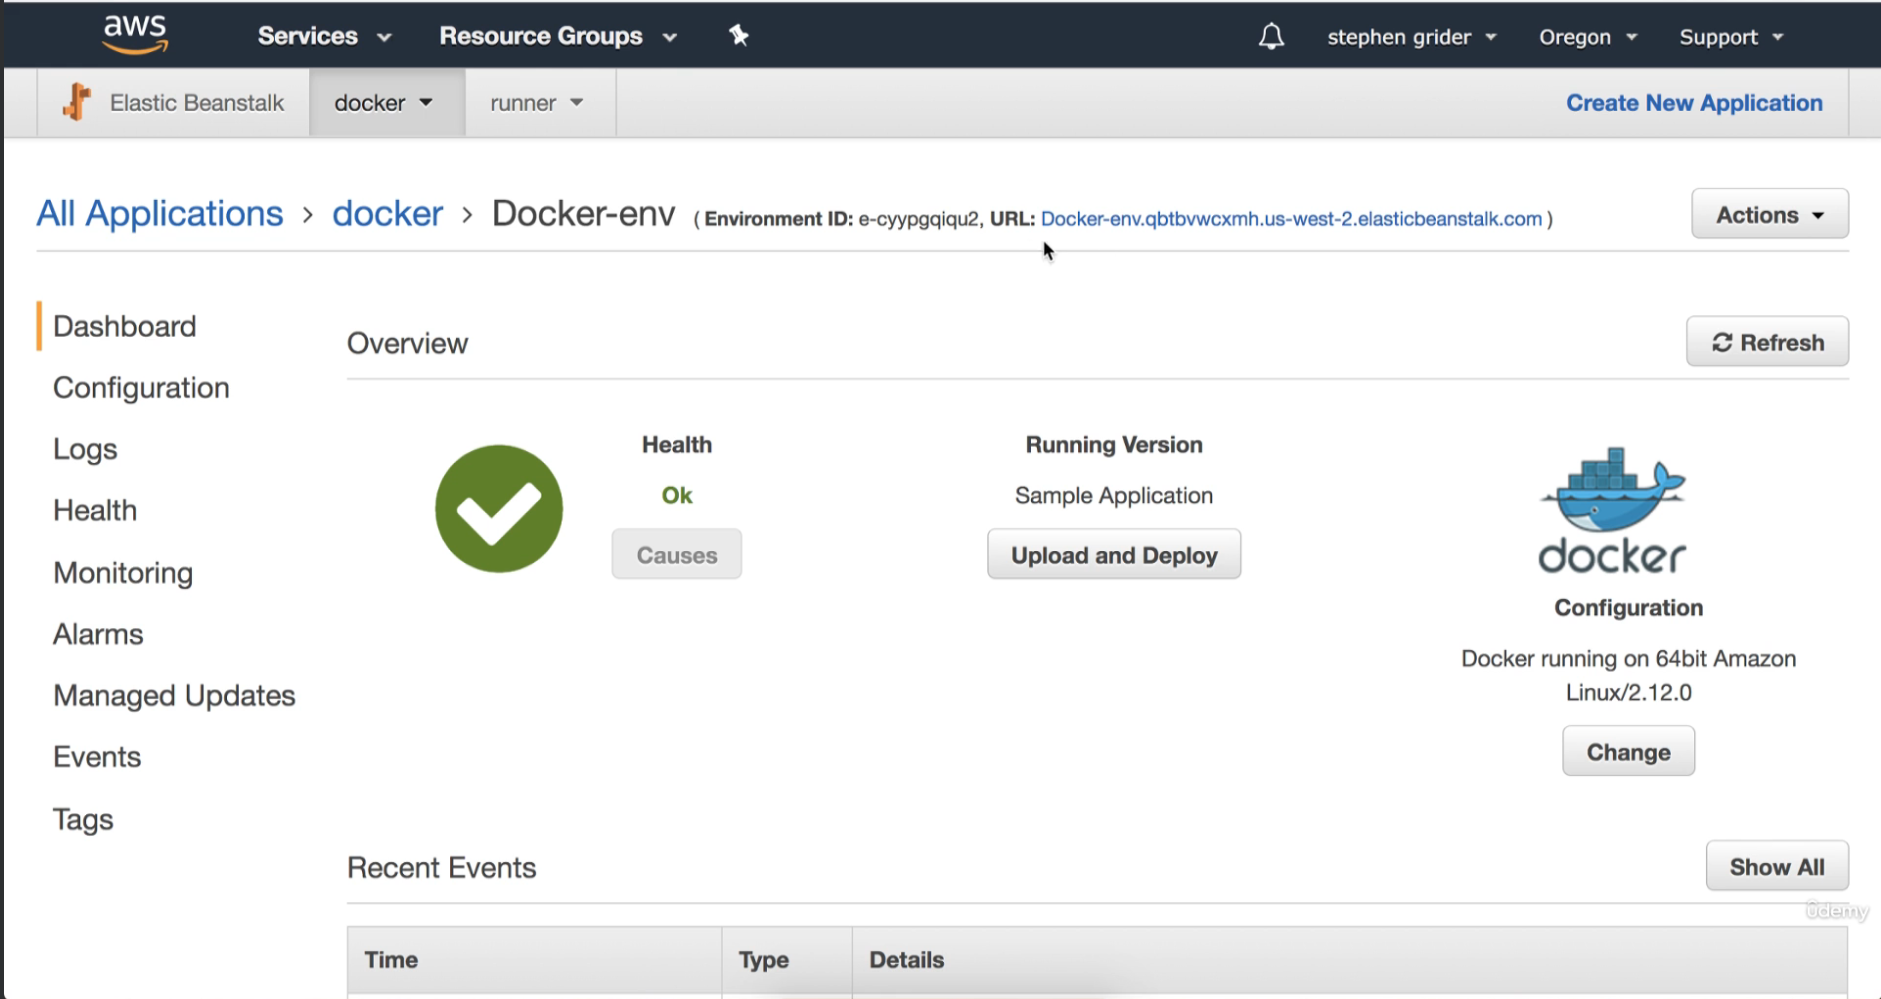 aws Services Resource Groups stephen grider Oregon Support
Elastic Beanstalk docker runner Create New Application
All Applications > docker > Docker-env ( Environment ID: e-cyypgqiqu2, URL: Docker-env.qbtbvwcxmh.us-west-2.elasticbeanstalk.com ) Actions
Dashboard
Configuration
Logs
Health
Monitoring
Alarms
Managed Updates
Events
Tags
Overview Refresh
Health
Ok
Causes
Running Version
Sample Application
Upload and Deploy
docker
Configuration
Docker running on 64bit Amazon
Linux/2.12.0
Change
Recent Events Show All
Time Type Details
ûdemy